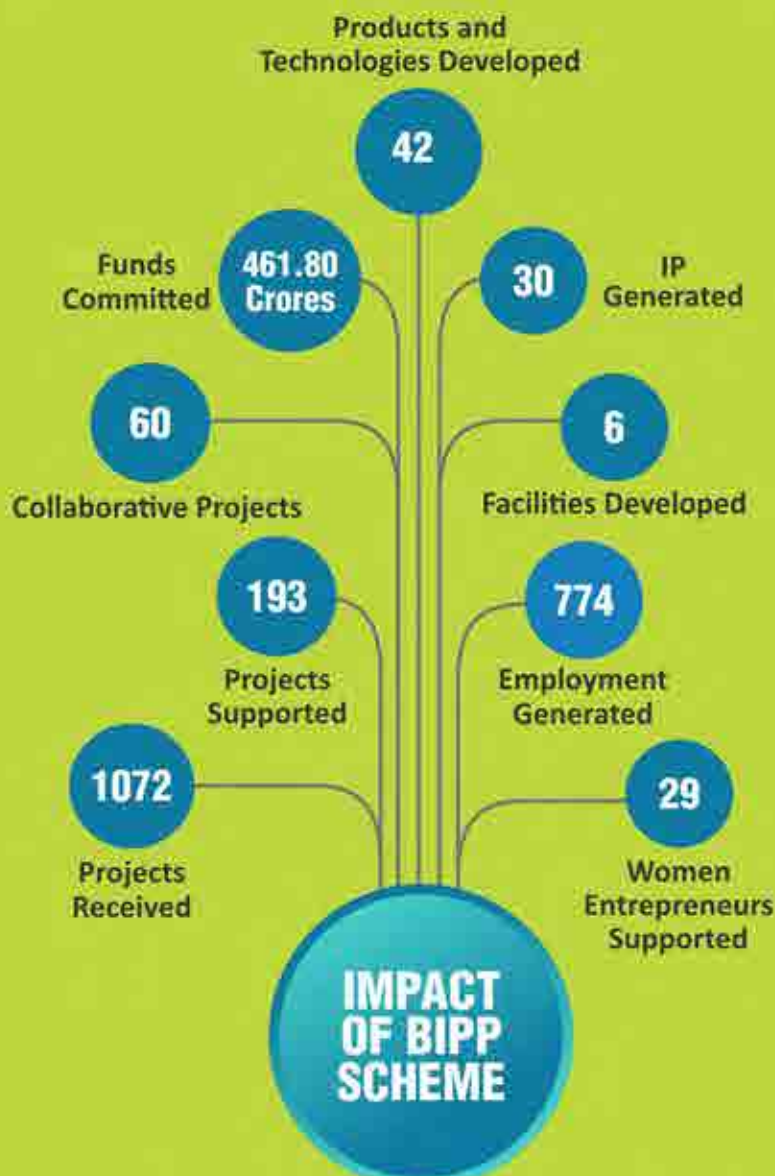 Products and
Technologies Developed
42
Funds
Committed
461.80
Crores
30
IP
Generated
60
Collaborative Projects
6
Facilities Developed
193
Projects
Supported
774
Employment
Generated
1072
Projects
Received
29
Women
Entrepreneurs
Supported
IMPACT
OF BIPP
SCHEME